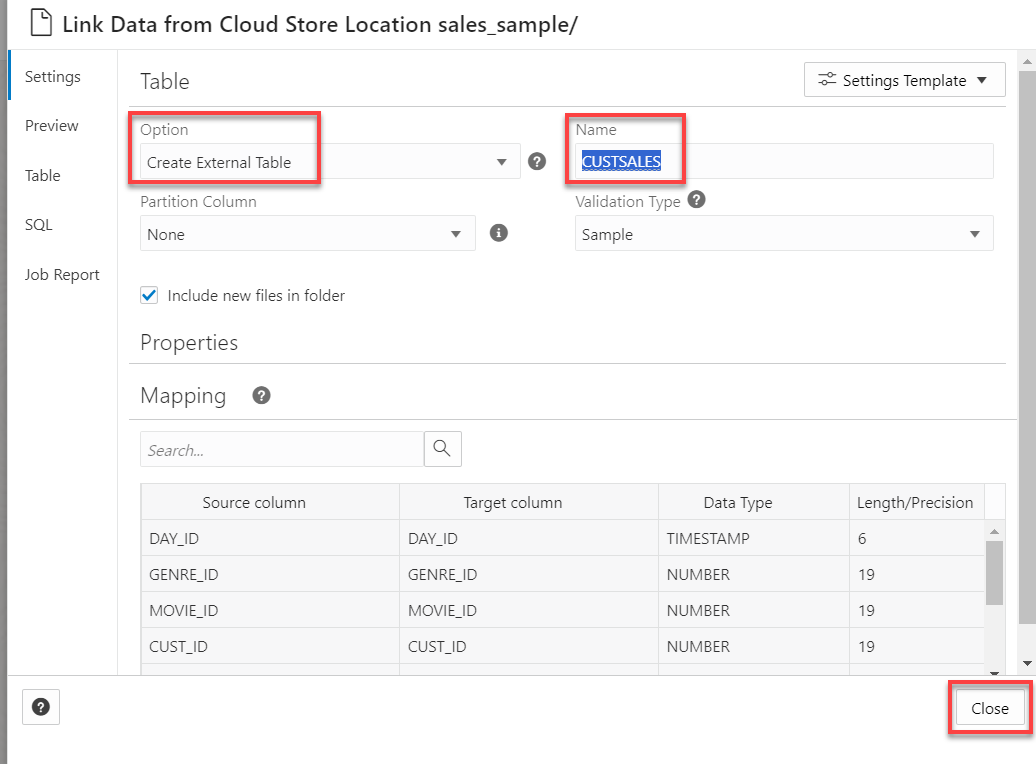 Link Data from Cloud Store Location sales_sample/
Settings
Preview
Table
SQL
Job Report
Table
Settings Template
Option
Create External Table
Name
CUSTSALES
Partition Column
None
Validation Type
Sample
Include new files in folder
Properties
Mapping
Search...
Source column Target column Data Type Length/Precision
DAY_ID DAY_ID TIMESTAMP 6
GENRE_ID GENRE_ID NUMBER 19
MOVIE_ID MOVIE_ID NUMBER 19
CUST_ID CUST_ID NUMBER 19
Close